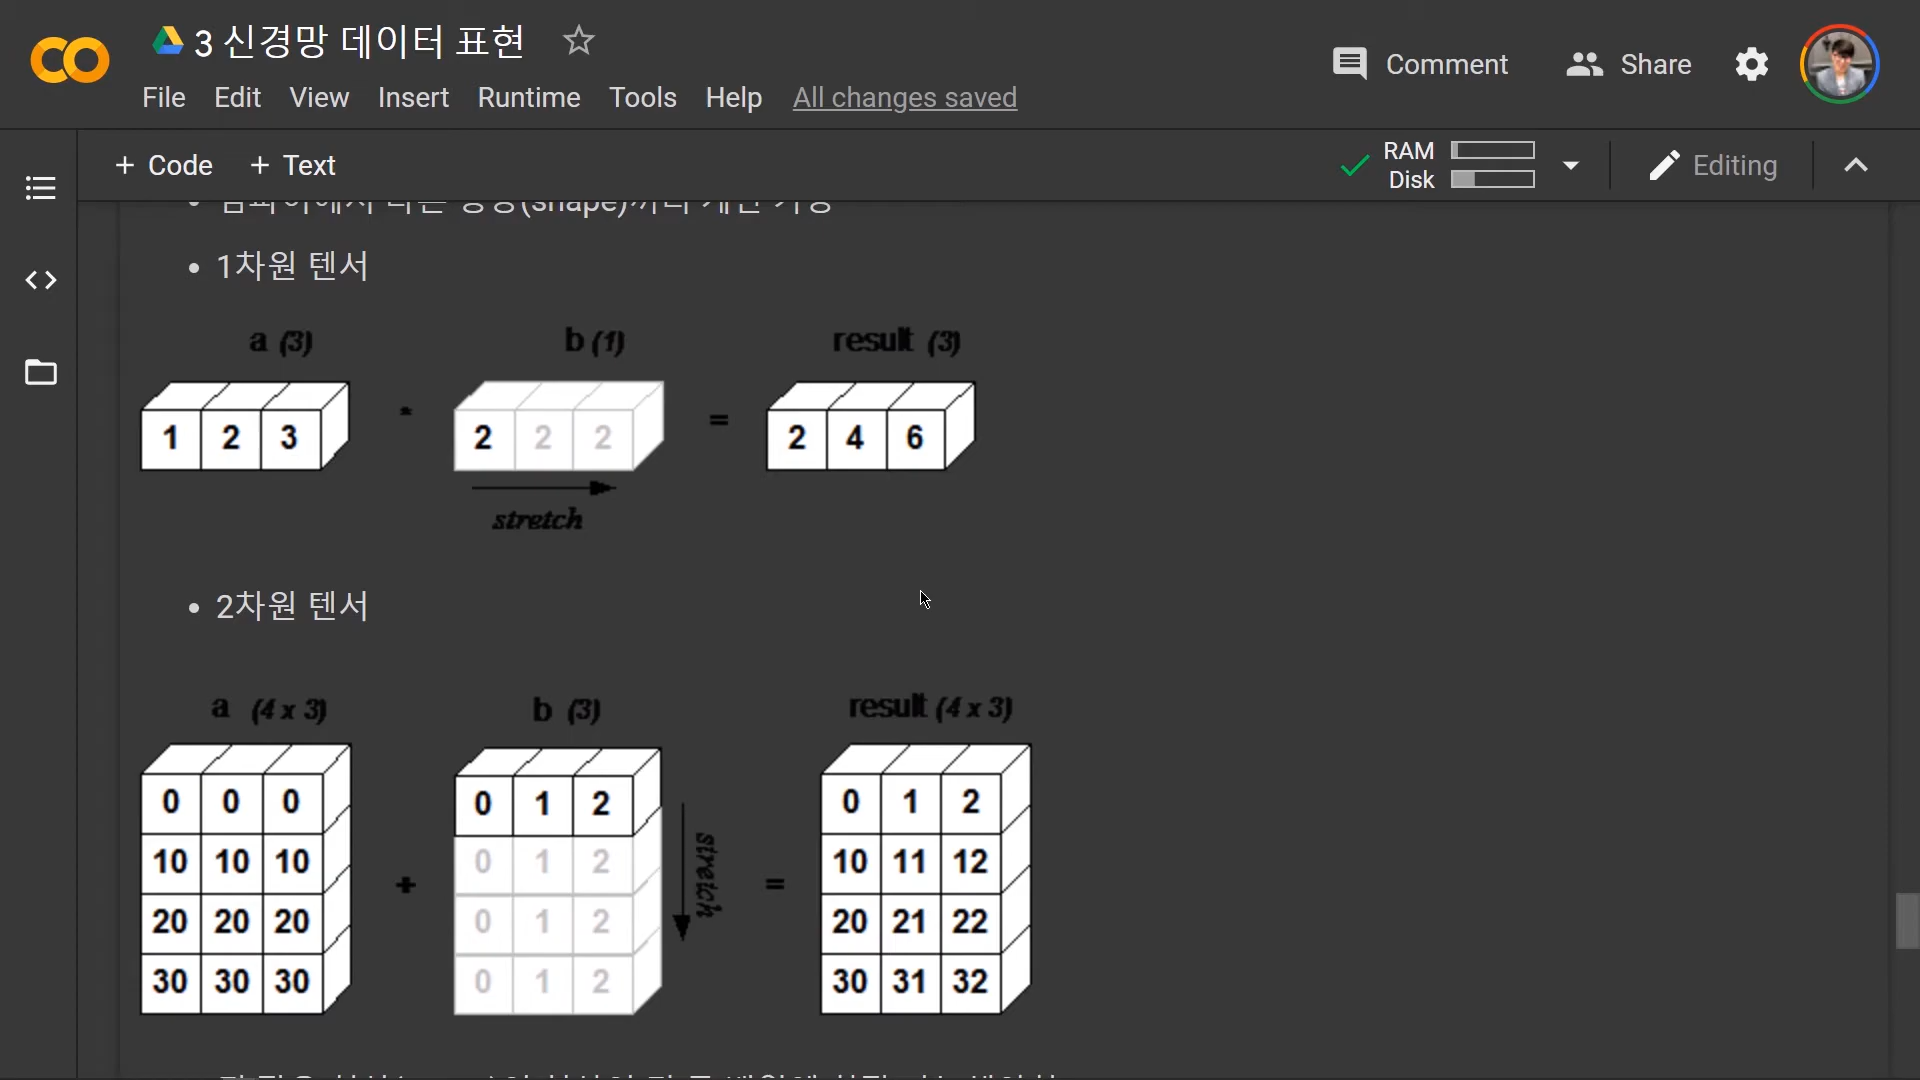 3 신경망 데이터 표현
File Edit View Insert Runtime Tools Help All changes saved
Comment Share
+ Code + Text
RAM
Disk
Editing
(shape)
• 1차원 텐서
a (3) b (1) result (3)
1 2 3 * 2 2 2 = 2 4 6
stretch
• 2차원 텐서
a (4 x 3) b (3) result (4 x 3)
0 0 0 0 1 2 0 1 2
10 10 10 0 1 2 10 11 12
+ stretch =
20 20 20 0 1 2 20 21 22
30 30 30 0 1 2 30 31 32